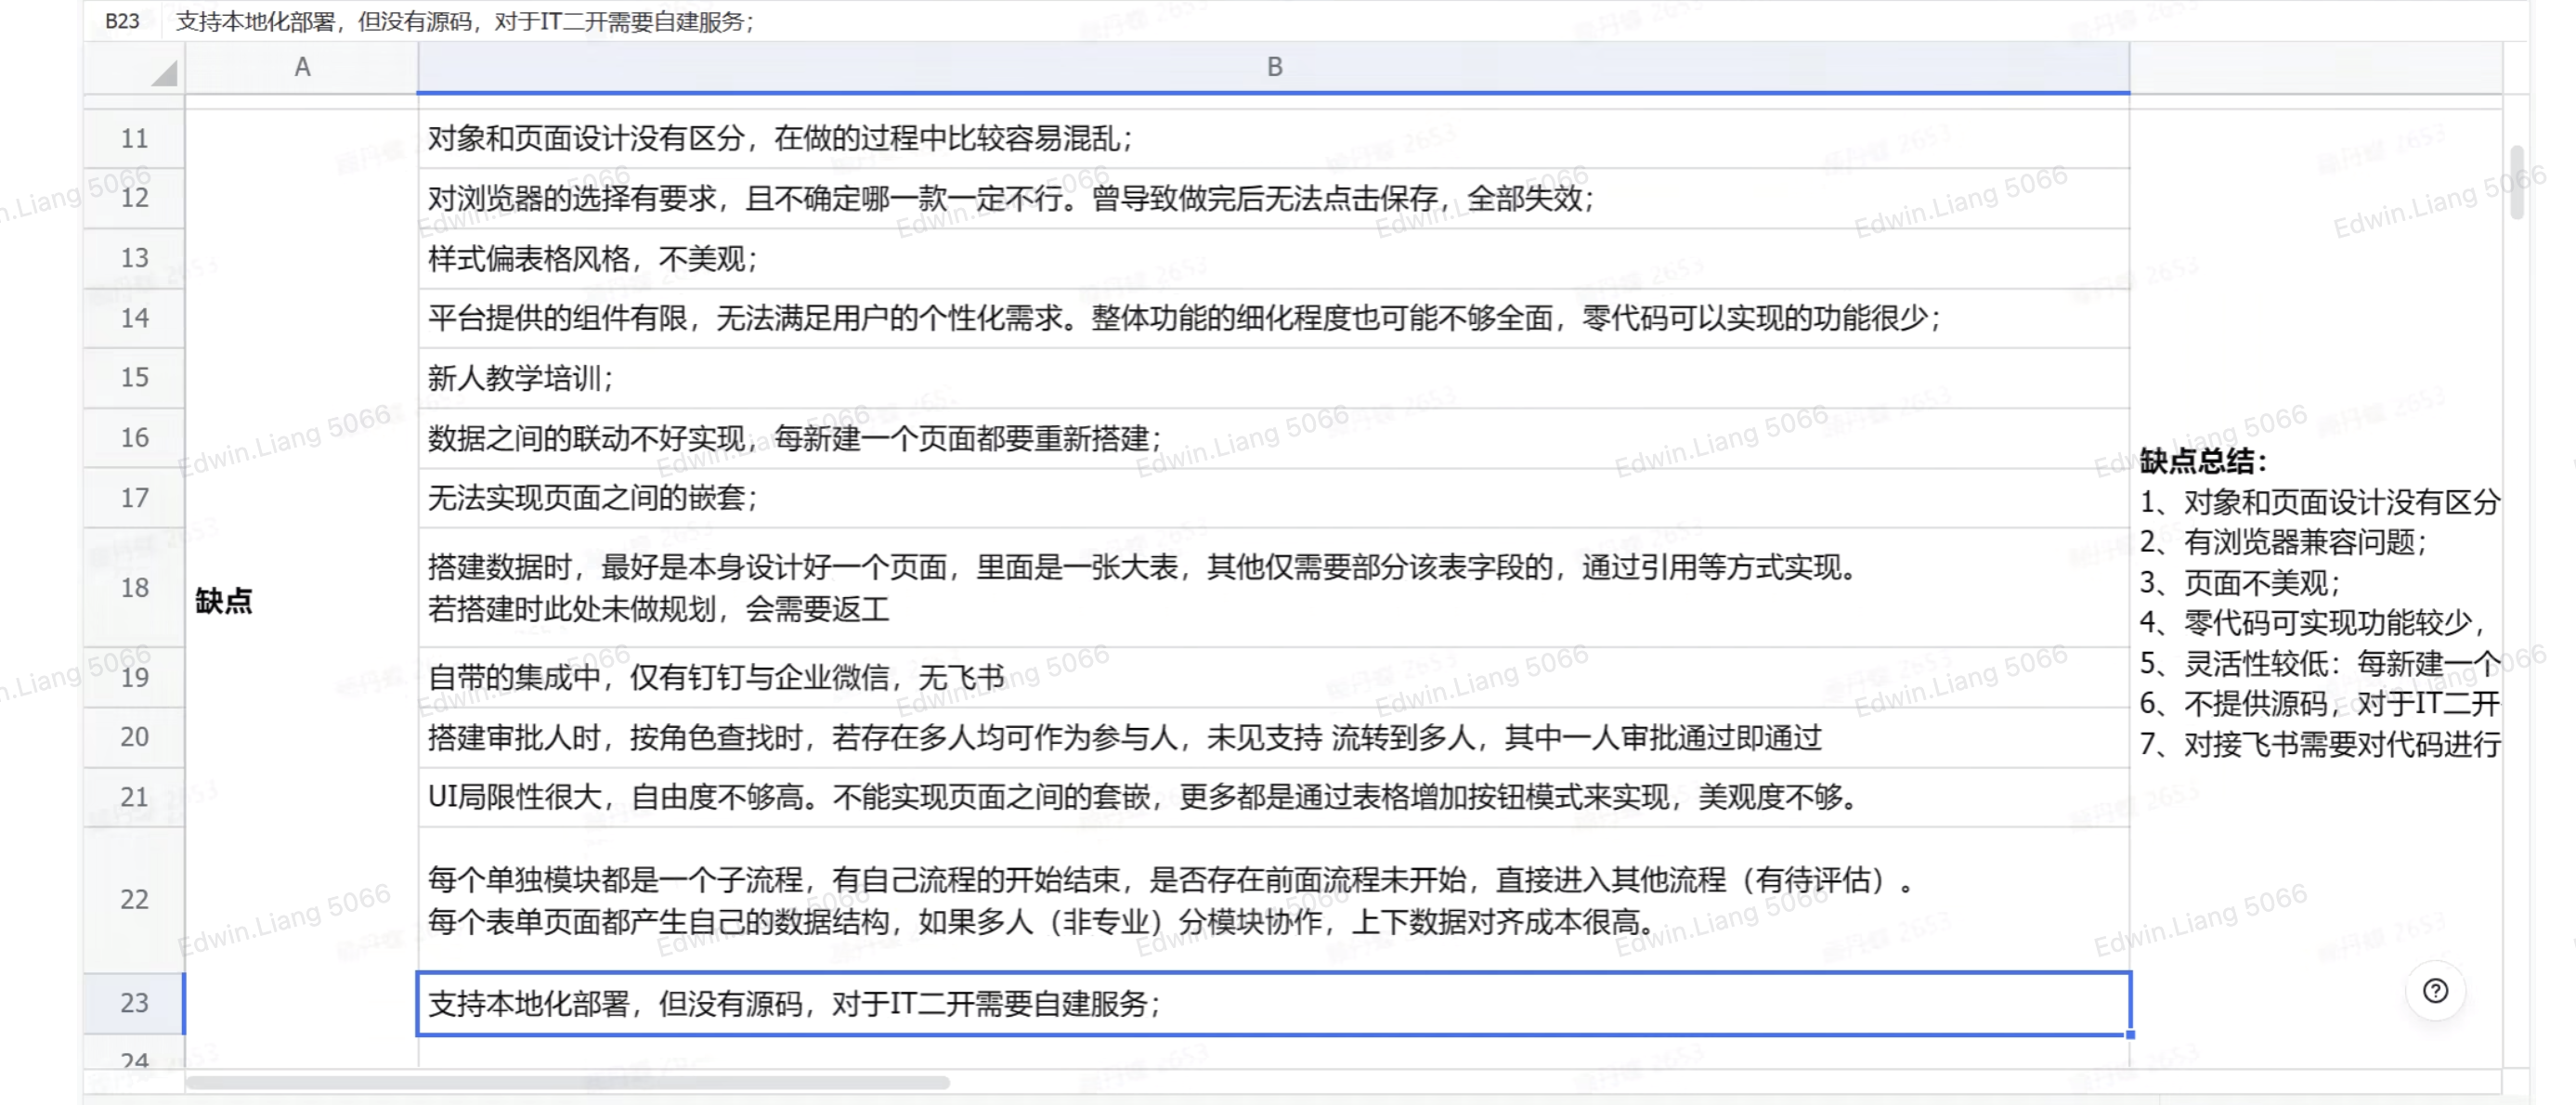 B23 支持本地化部署，但没有源码，对于IT二开需要自建服务；
A B
11 对象和页面设计没有区分，在做的过程中比较容易混乱；
12 对浏览器的选择有要求，且不确定哪一款一定不行。曾导致做完后无法点击保存，全部失效；
13 样式偏表格风格，不美观；
14 平台提供的组件有限，无法满足用户的个性化需求。整体功能的细化程度也可能不够全面，零代码可以实现的功能很少；
15 新人教学培训；
16 数据之间的联动不好实现，每新建一个页面都要重新搭建；
17 无法实现页面之间的嵌套；
18 搭建数据时，最好是本身设计好一个页面，里面是一张大表，其他仅需要部分该表字段的，通过引用等方式实现。
若搭建时此处未做规划，会需要返工
缺点
19 自带的集成中，仅有钉钉与企业微信，无飞书
20 搭建审批人时，按角色查找时，若存在多人均可作为参与人，未见支持 流转到多人，其中一人审批通过即通过
21 UI局限性很大，自由度不够高。不能实现页面之间的套嵌，更多都是通过表格增加按钮模式来实现，美观度不够。
22 每个单独模块都是一个子流程，有自己流程的开始结束，是否存在前面流程未开始，直接进入其他流程（有待评估）。
每个表单页面都产生自己的数据结构，如果多人（非专业）分模块协作，上下数据对齐成本很高。
23 支持本地化部署，但没有源码，对于IT二开需要自建服务；
24
缺点总结：
1、对象和页面设计没有区分
2、有浏览器兼容问题；
3、页面不美观；
4、零代码可实现功能较少，
5、灵活性较低：每新建一个
6、不提供源码，对于IT二开
7、对接飞书需要对代码进行
Edwin.Liang 5066